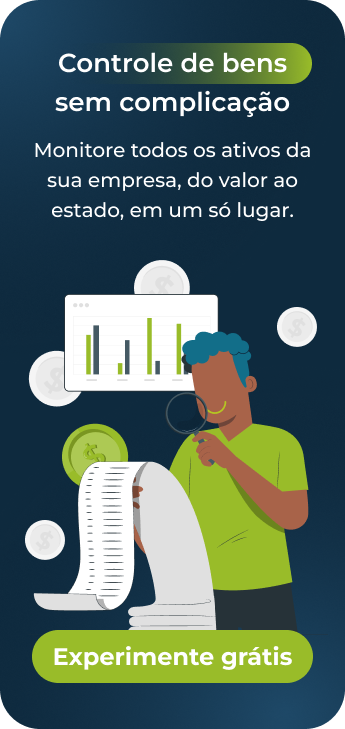 Controle de bens
sem complicação
Monitore todos os ativos da
sua empresa, do valor ao
estado, em um só lugar.
$
$
$
$
$
Experimente grátis